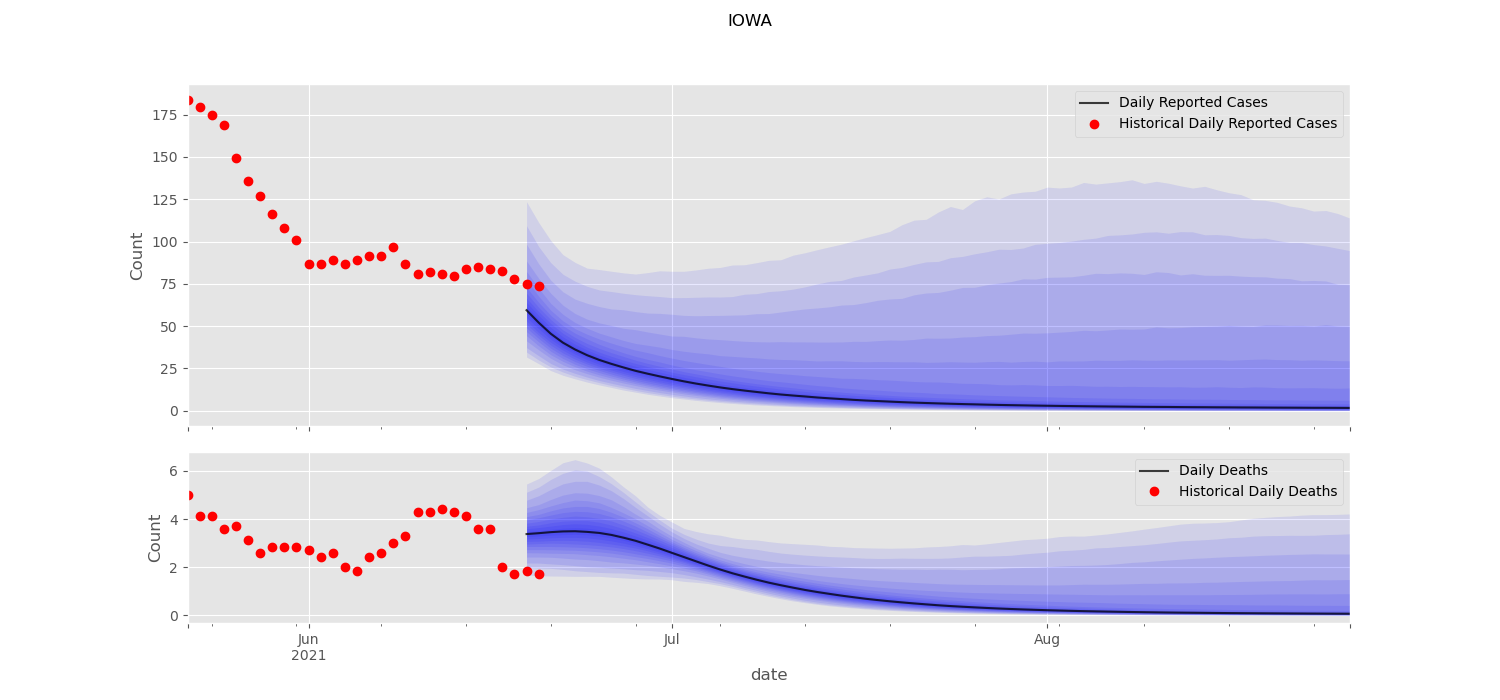 IOWA
Daily Reported Cases
Historical Daily Reported Cases
Count
175
150
125
100
75
50
25
0
Daily Deaths
Historical Daily Deaths
Count
6
4
2
0
Jun
2021
Jul
Aug
date